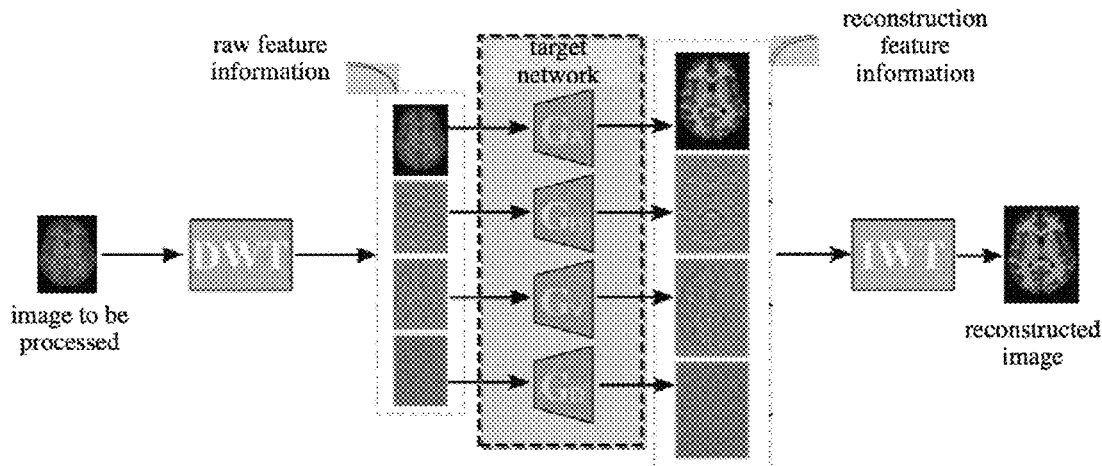 raw feature
information
target
network
reconstruction
feature
information
DWT
IWT
image to be
processed
reconstructed
image